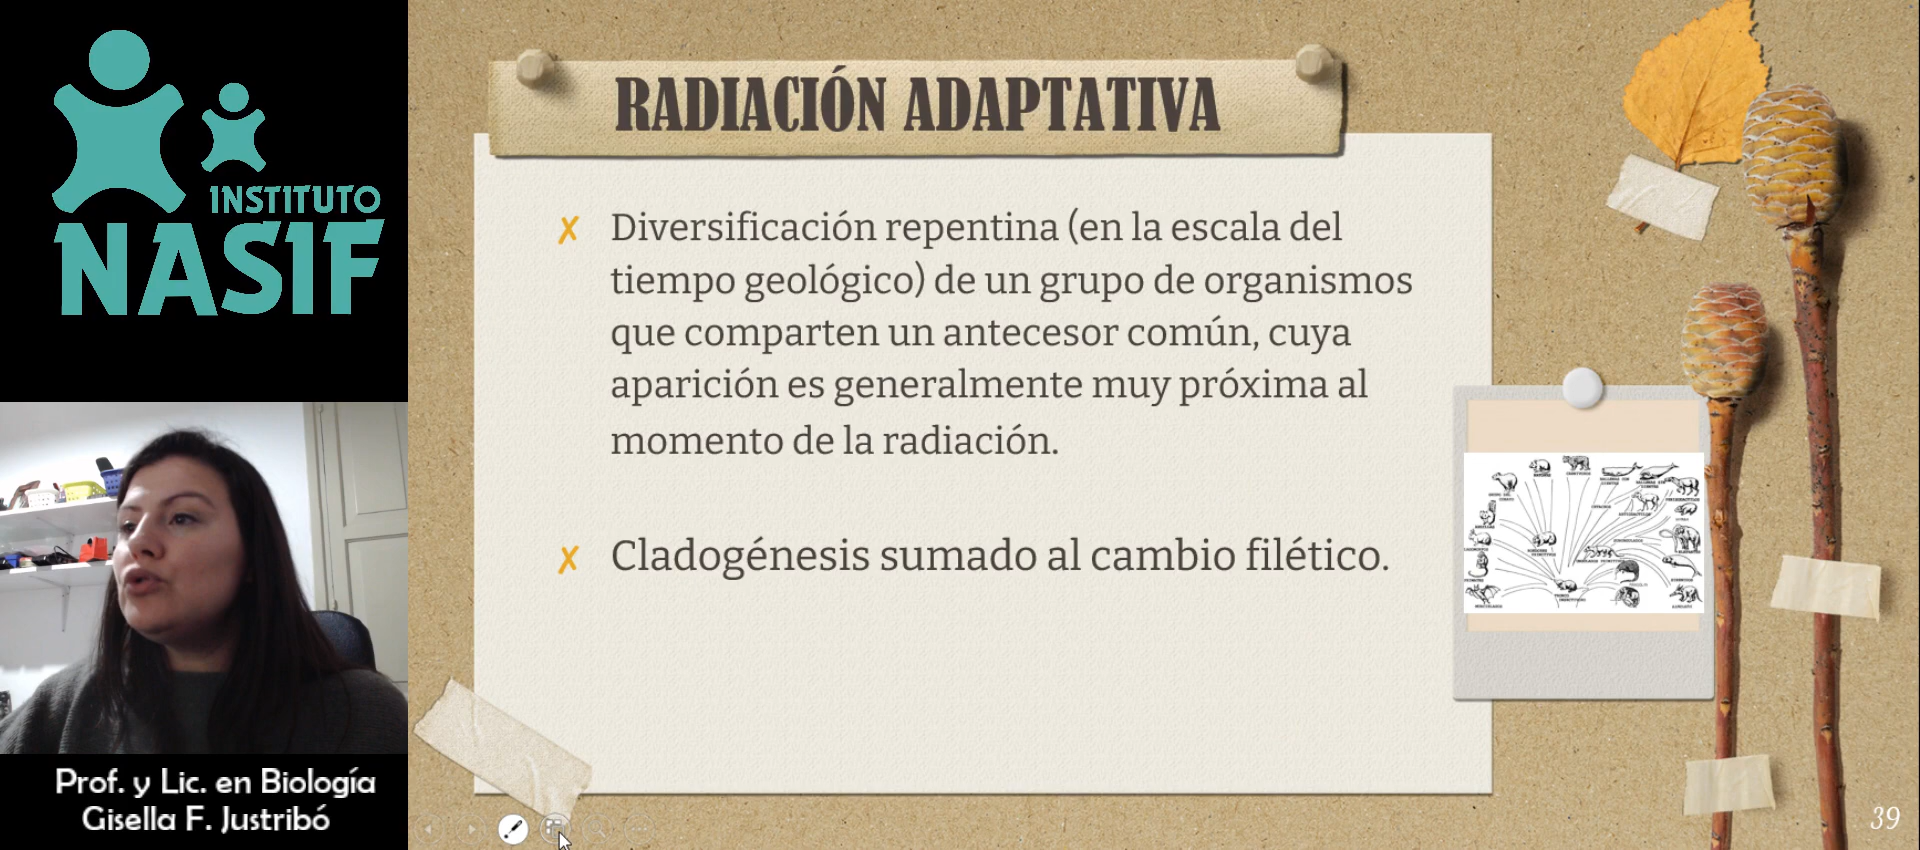 INSTITUTO
NASIF
RADIACIÓN ADAPTATIVA
✗ Diversificación repentina (en la escala del
tiempo geológico) de un grupo de organismos
que comparten un antecesor común, cuya
aparición es generalmente muy próxima al
momento de la radiación.
✗ Cladogénesis sumado al cambio filético.
Prof. y Lic. en Biología
Gisella F. Justribó
39